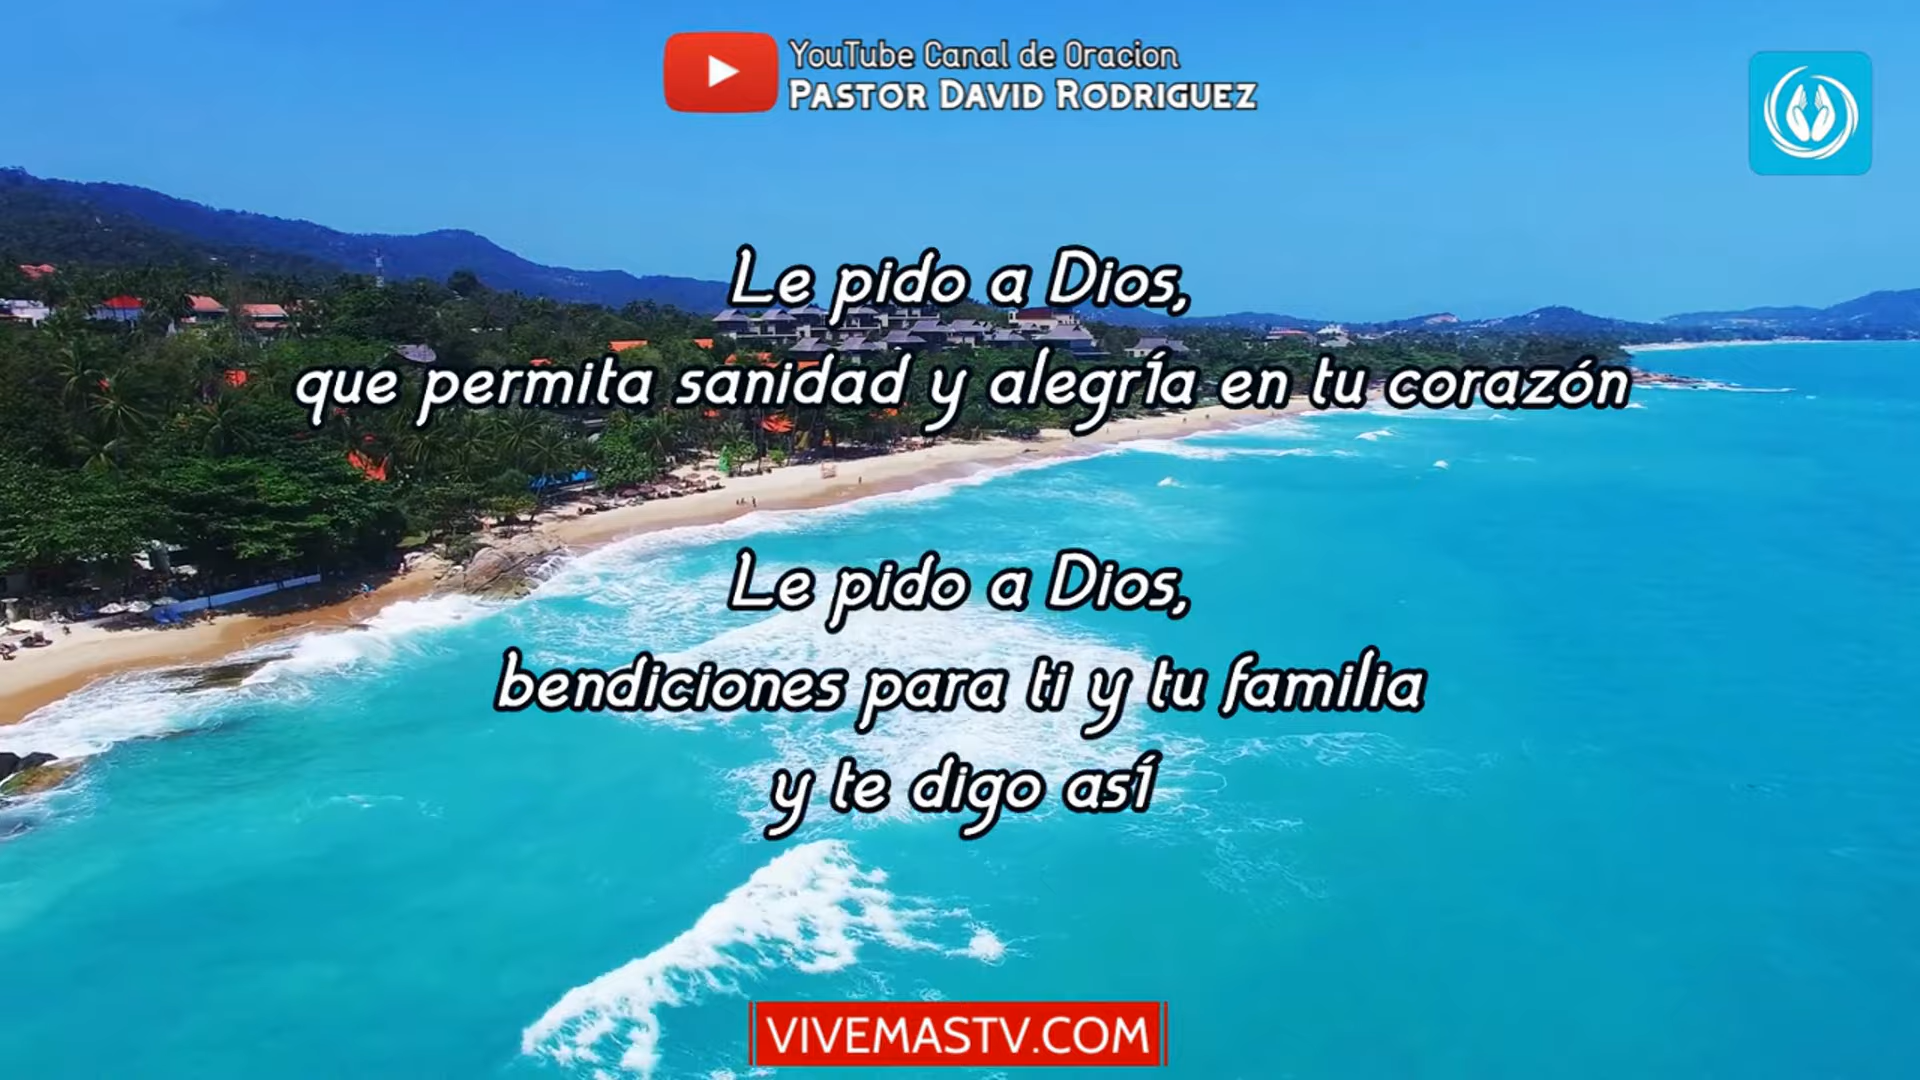 YouTube Canal de Oracion
PASTOR DAVID RODRIGUEZ
Le pido a Dios,
que permita sanidad y alegría en tu corazón
Le pido a Dios,
bendiciones para ti y tu familia
y te digo así
VIVEMASTV.COM